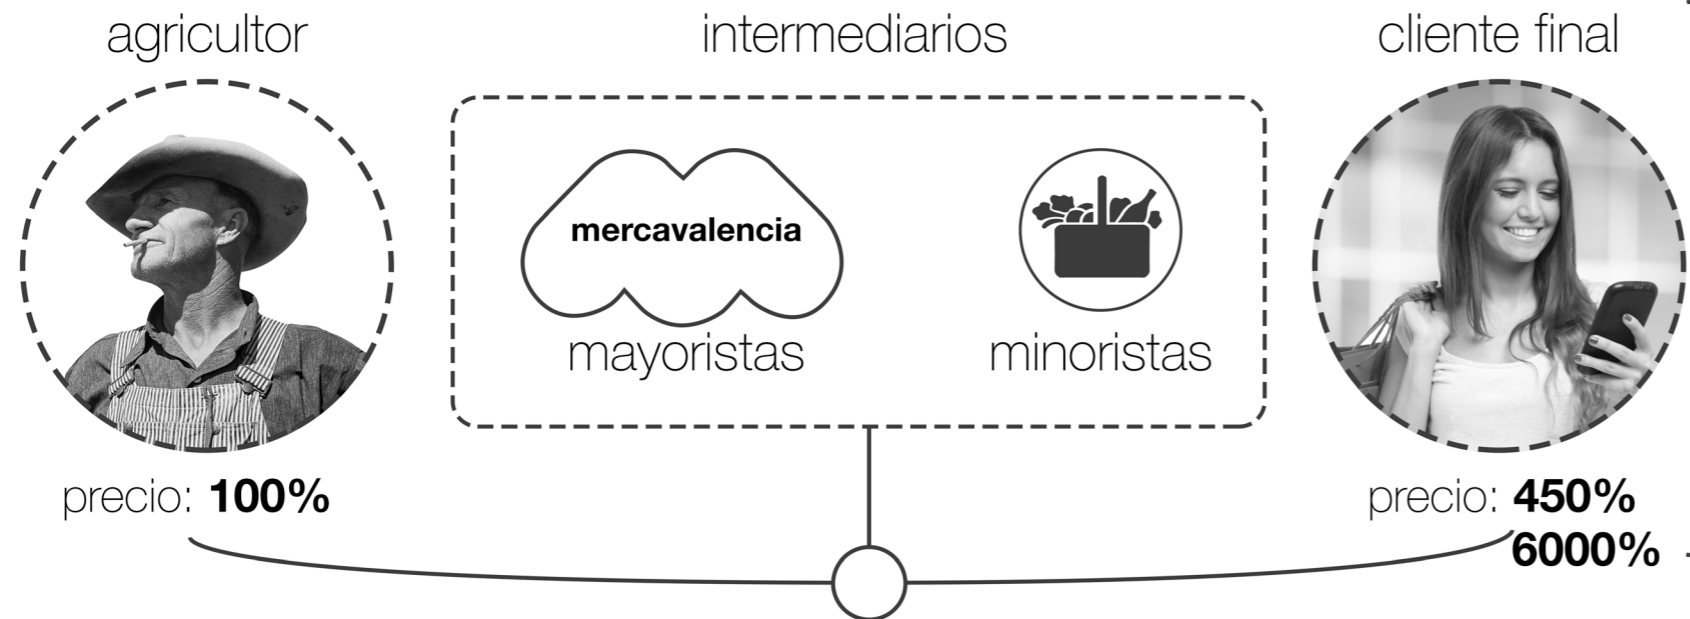 agricultor
intermediarios
cliente final
mercavalencia
mayoristas
minoristas
precio: 100%
precio: 450%
6000%